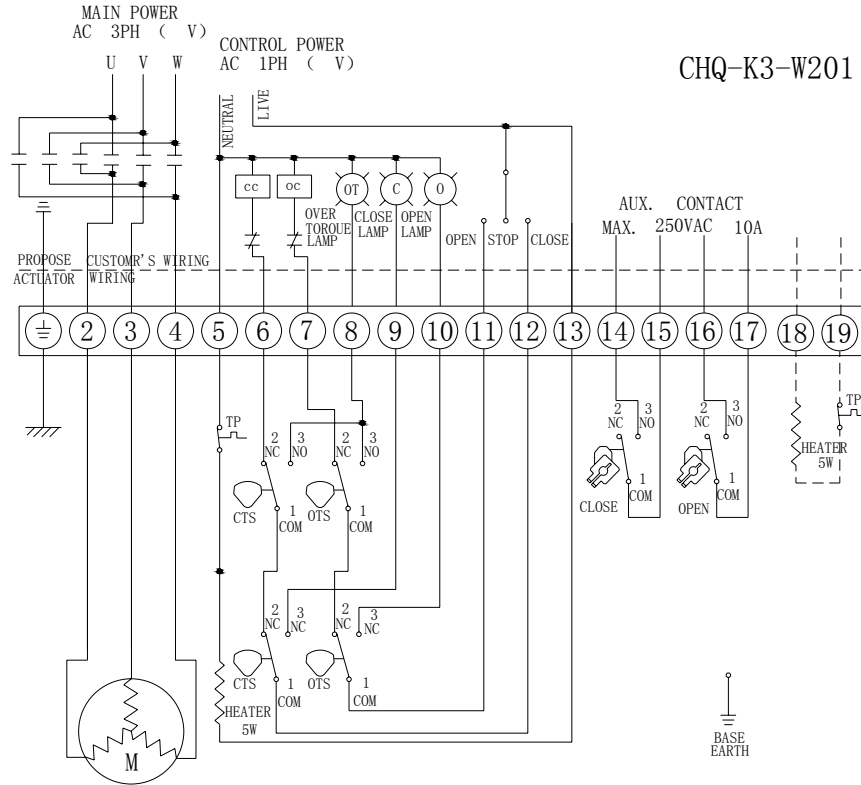 MAIN POWER
AC 3PH ( V)
U V W
CONTROL POWER
AC 1PH ( V)
NEUTRAL
LIVE
CHQ-K3-W201
CC
OC
OT
C
O
OVER
TORQUE
LAMP
CLOSE
LAMP
OPEN
LAMP
OPEN STOP CLOSE
AUX. CONTACT
MAX. 250VAC 10A
PROPOSE
ACTUATOR
CUSTOMR'S WIRING
WIRING
2 3 4 5 6 7 8 9 10 11 12 13 14 15 16 17 18 19
TP
2
NC
3
NO
2
NC
3
NO
CTS
1
COM
OTS
1
COM
2
NC
3
NO
1
COM
CLOSE
2
NC
3
NO
1
COM
OPEN
TP
HEATER
5W
2
NC
3
NC
2
NC
3
NC
CTS
1
COM
OTS
1
COM
HEATER
5W
M
BASE
EARTH